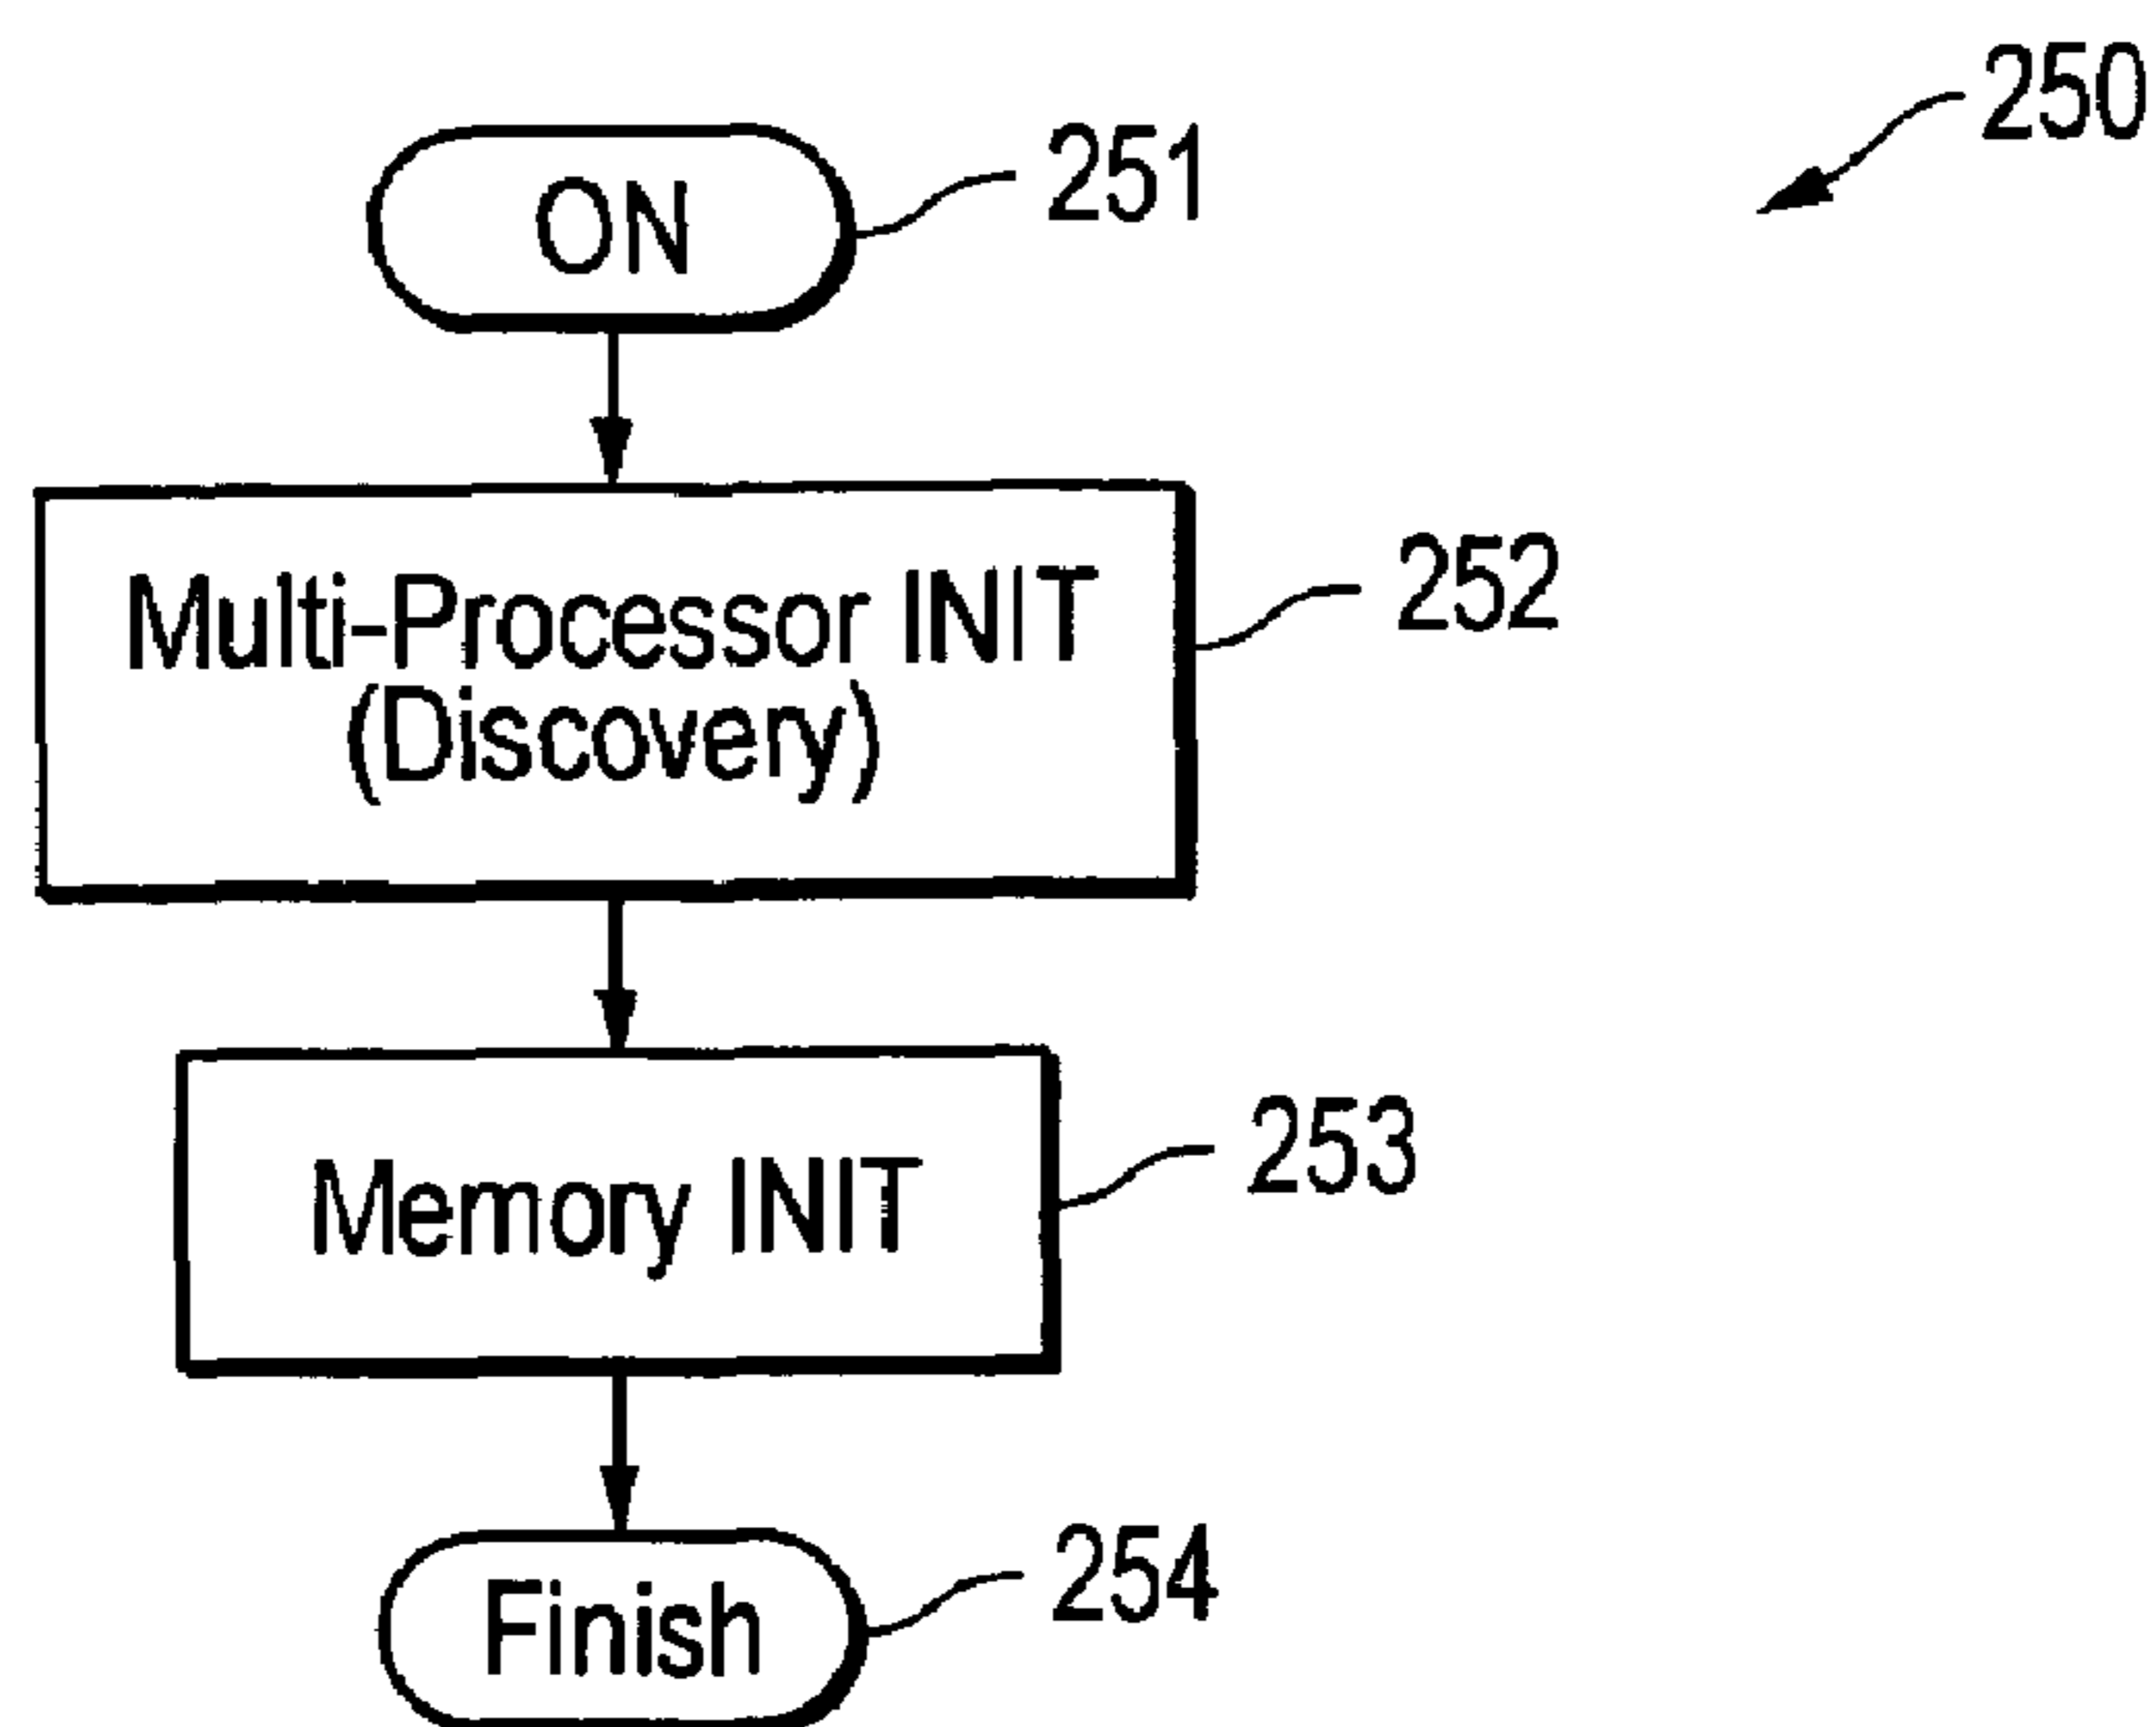 250
ON
251
Multi-Processor INIT
(Discovery)
252
Memory INIT
253
Finish
254